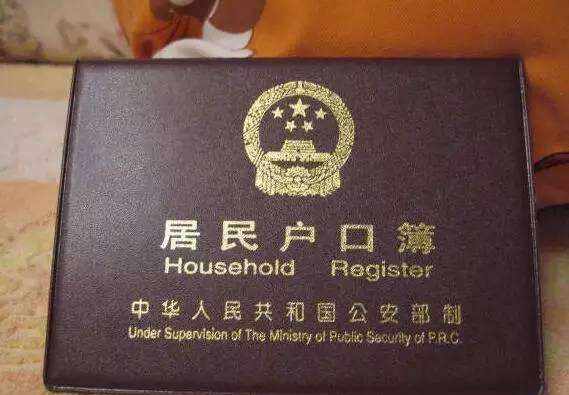 居民户口簿
Household Register
中华人民共和国公安部制
Under Supervision of The Ministry of Public Security of P.R.C.